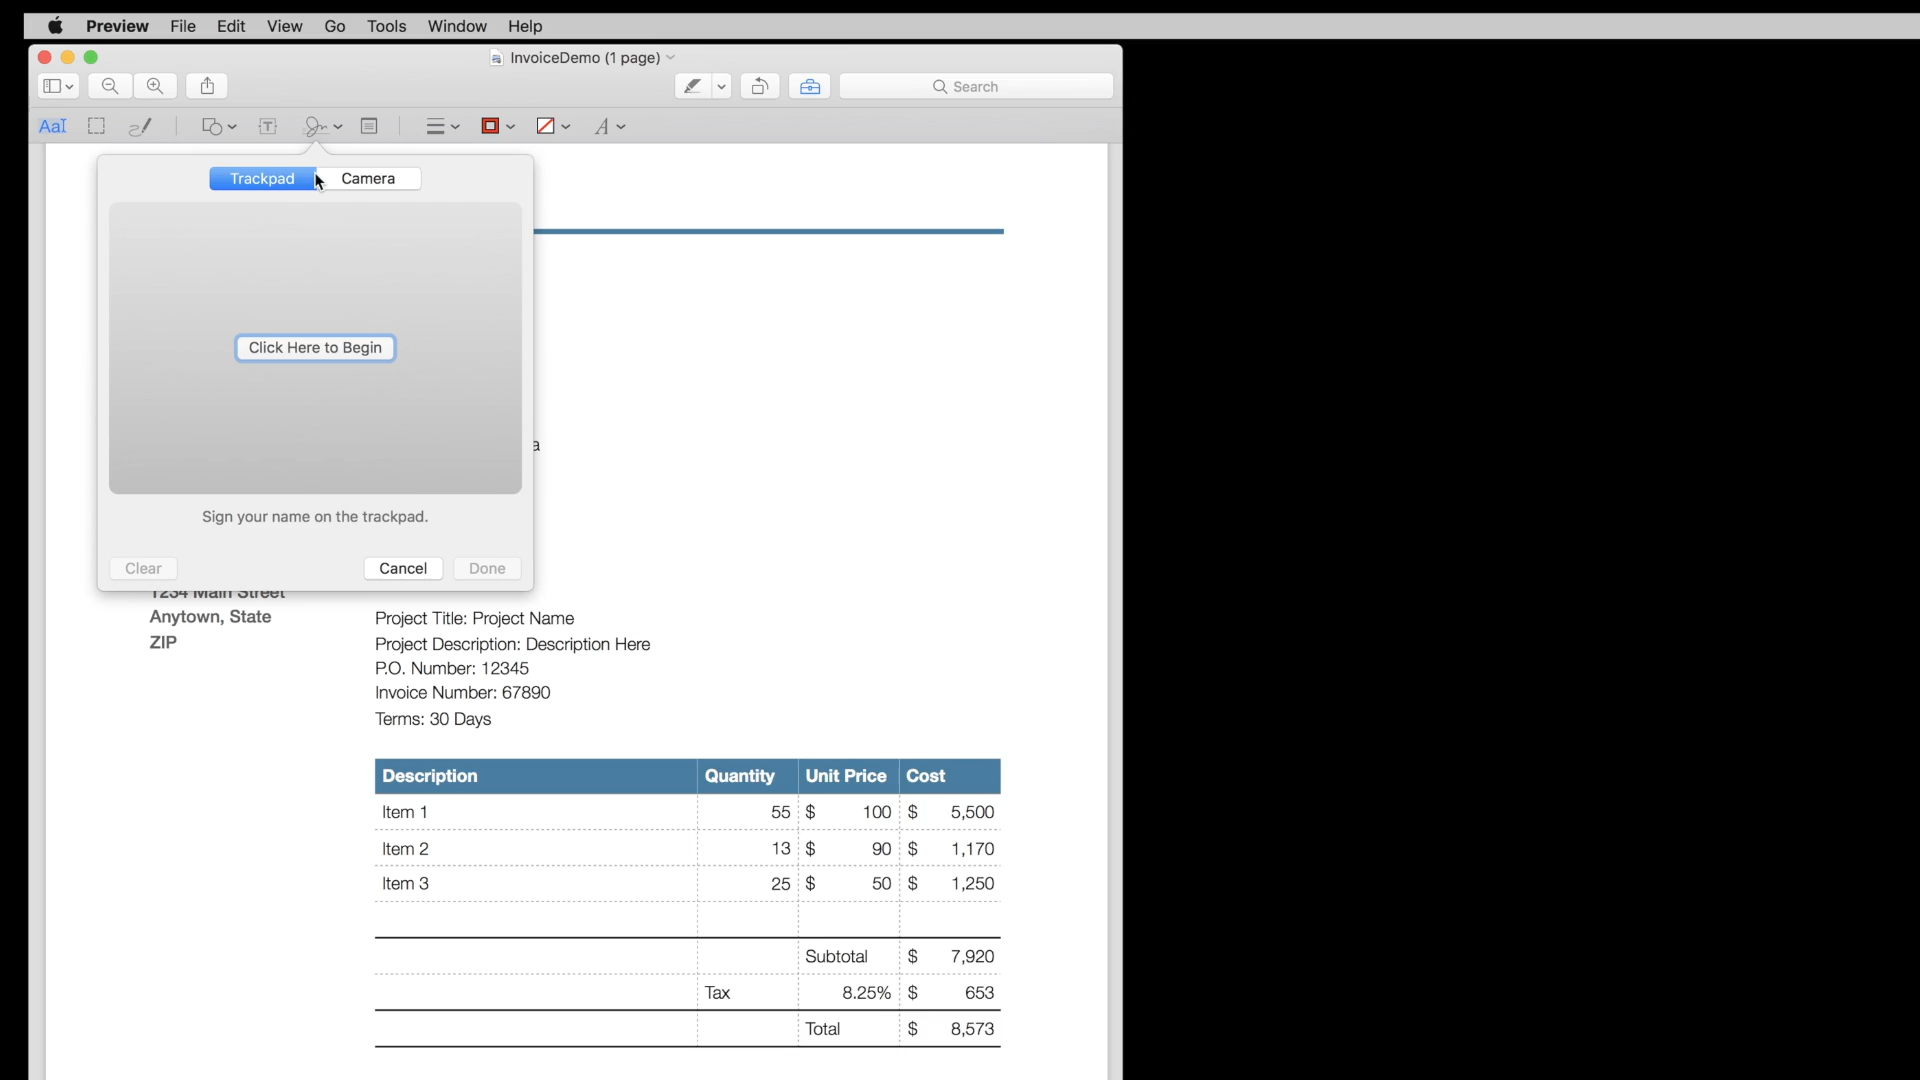 Preview File Edit View Go Tools Window Help
InvoiceDemo (1 page)
Search
AaI
T
A
Trackpad Camera
Click Here to Begin
a
Sign your name on the trackpad.
Clear Cancel Done
1234 Main Street
Anytown, State
ZIP
Project Title: Project Name
Project Description: Description Here
P.O. Number: 12345
Invoice Number: 67890
Terms: 30 Days
Description Quantity Unit Price Cost
Item 1 55 $ 100 $ 5,500
Item 2 13 $ 90 $ 1,170
Item 3 25 $ 50 $ 1,250
Subtotal $ 7,920
Tax 8.25% $ 653
Total $ 8,573